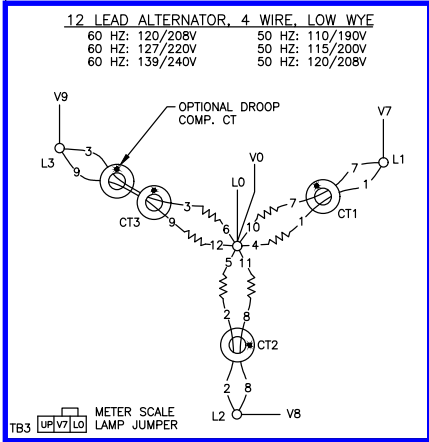 12 LEAD ALTERNATOR, 4 WIRE, LOW WYE
60 HZ: 120/208V 50 HZ: 110/190V
60 HZ: 127/220V 50 HZ: 115/200V
60 HZ: 139/240V 50 HZ: 120/208V
V9
OPTIONAL DROOP
COMP. CT
V7
V0
L3
3
9
L0
7
L1
1
CT3
3
9
6
10
7
1
CT1
12
4
5
11
2
8
CT2
2
8
L2
V8
TB3
UP V7 L0
METER SCALE
LAMP JUMPER